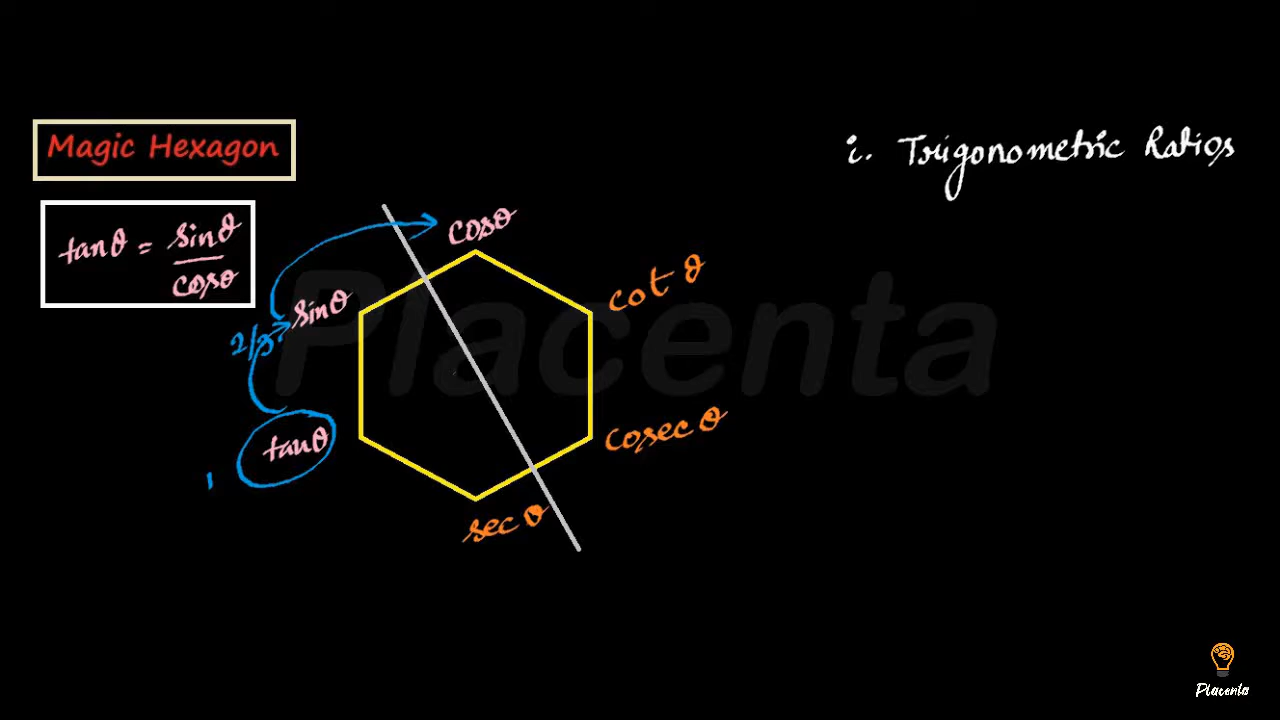 Magic Hexagon
i. Trigonometric Ratios
tanθ = sinθ
cosθ
cosθ
cot θ
sinθ
Placenta
cosec θ
tanθ
1
sec θ
Placenta